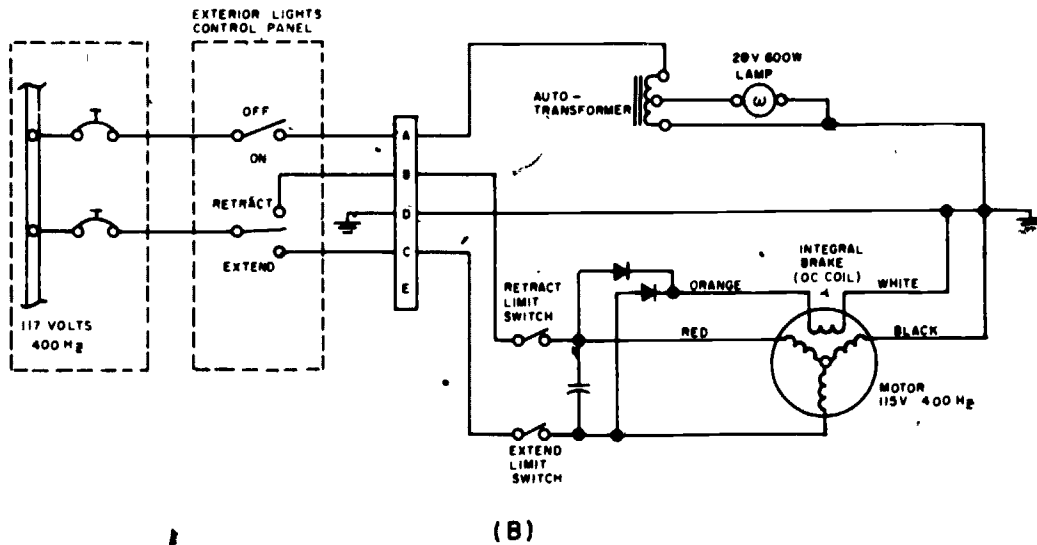 EXTERIOR LIGHTS
CONTROL PANEL
28V 600W
LAMP
AUTO-
TRANSFORMER
OFF
ON
A
B
RETRACT
D
EXTEND
C
E
INTEGRAL
BRAKE
(DC COIL)
ORANGE
WHITE
RETRACT
LIMIT
SWITCH
117 VOLTS
400 Hz
RED
BLACK
MOTOR
115V 400 Hz
EXTEND
LIMIT
SWITCH
(B)